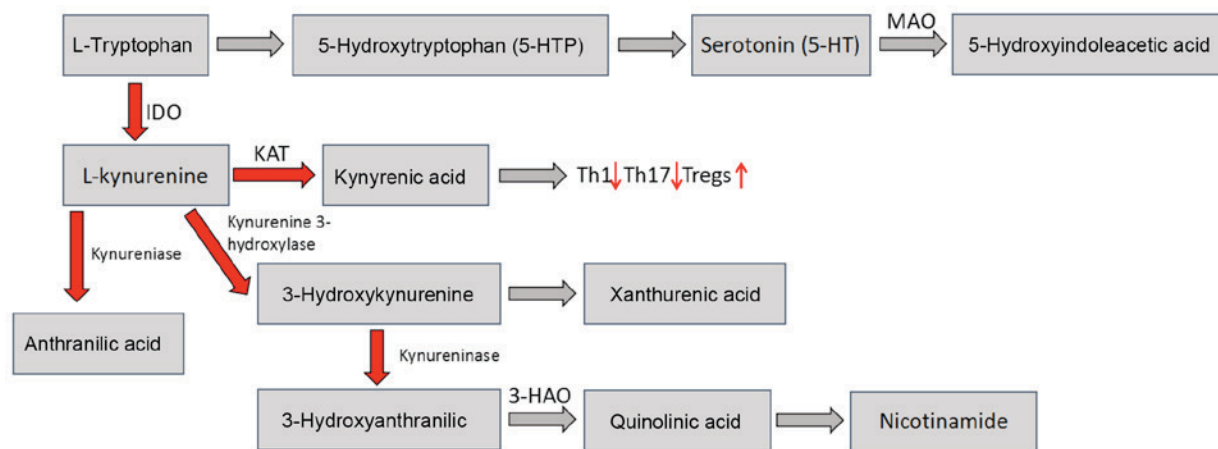 L-Tryptophan
5-Hydroxytryptophan (5-HTP)
Serotonin (5-HT)
MAO
5-Hydroxyindoleacetic acid
IDO
L-kynurenine
KAT
Kynyrenic acid
Th1↓Th17↓Tregs↑
Kynureniase
Kynurenine 3-
hydroxylase
3-Hydroxykynurenine
Xanthurenic acid
Anthranilic acid
Kynureninase
3-Hydroxyanthranilic
3-HAO
Quinolinic acid
Nicotinamide